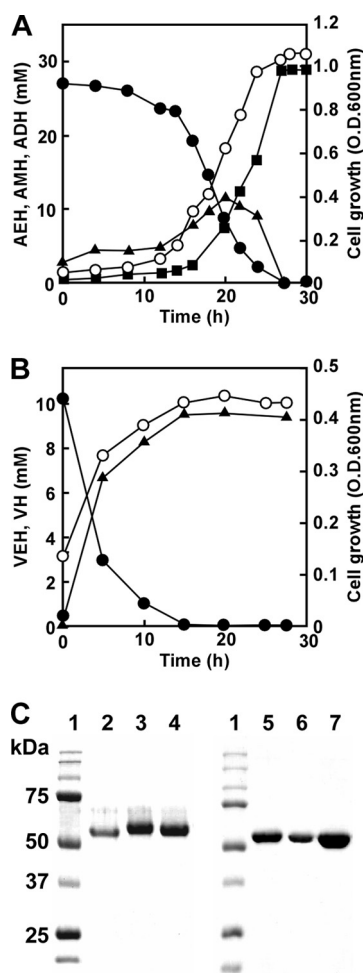 A
AEH, AMH, ADH (mM)
30
20
10
0
1.2
1.0
0.8
0.6
0.4
0.2
0
Cell growth (O.D.600nm)
0 10 20 30
Time (h)
B
VEH, VH (mM)
10
8
6
4
2
0
0.5
0.4
0.3
0.2
0.1
0
Cell growth (O.D.600nm)
0 10 20 30
Time (h)
C
1 2 3 4 1 5 6 7
kDa
75
50
37
25